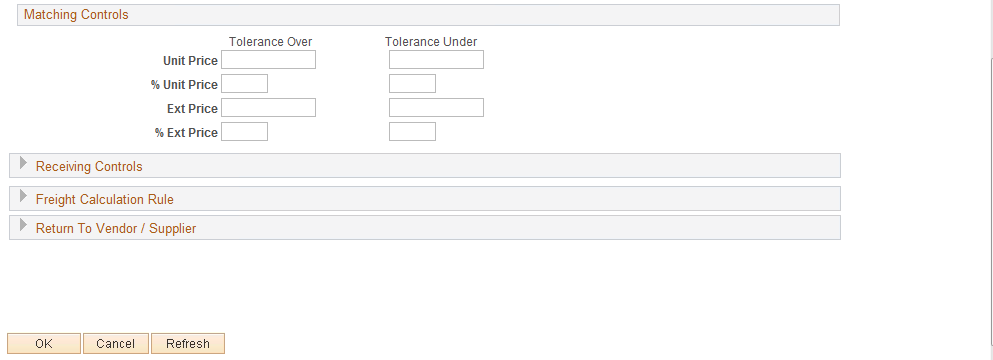 Matching Controls
Tolerance Over Tolerance Under
Unit Price
% Unit Price
Ext Price
% Ext Price
Receiving Controls
Freight Calculation Rule
Return To Vendor / Supplier
OK Cancel Refresh